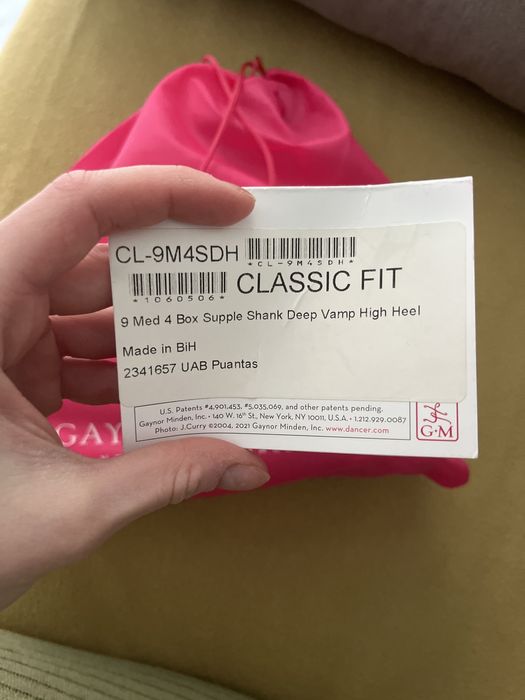 CL-9M4SDH
*CL-9M4SDH*
*1060506*
CLASSIC FIT
9 Med 4 Box Supple Shank Deep Vamp High Heel
Made in BiH
2341657 UAB Puantas
U.S. Patents #4,901,453, #5,035,069, and other patents pending.
Gaynor Minden, Inc. • 140 W. 16th St., New York, NY 10011, U.S.A. • 1.212.929.0087
Photo: J.Curry ©2004, 2021 Gaynor Minden, Inc. www.dancer.com
G·M
GAY